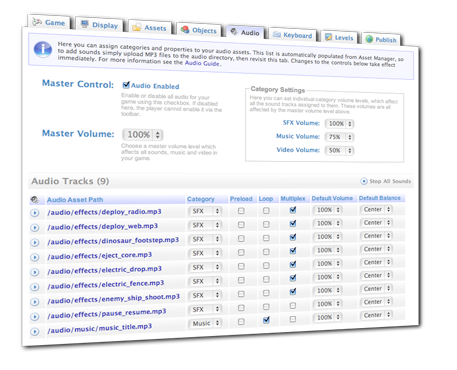 Game Display Assets Objects Audio Keyboard Levels Publish
Here you can assign categories and properties to your audio assets. This list is automatically populated from Asset Manager, so
to add sounds simply upload MP3 files to the audio directory, then revisit this tab. Changes to the controls below take effect
immediately. For more information see the Audio Guide.
Master Control: Audio Enabled
Enable or disable all audio for your
game using this checkbox. If disabled
here, the player cannot enable it via the
toolbar
Master Volume: 100%
Choose a master volume level which
affects all sounds, music and video in
your game.
Category Settings
Here you can set individual category volume levels, which affect
all the sound tracks assigned to them. These volumes are all
affected by the master volume level above.
SFX Volume: 100%
Music Volume: 75%
Video Volume: 50%
Audio Tracks (9) Stop All Sounds
Audio Asset Path Category Preload Loop Multiplex Default Volume Default Balance
/audio/effects/deploy_radio.mp3 SFX 100% Center
/audio/effects/deploy_web.mp3 SFX 100% Center
/audio/effects/dinosaur_footstep.mp3 SFX 100% Center
/audio/effects/eject_core.mp3 SFX 100% Center
/audio/effects/electric_drop.mp3 SFX 100% Center
/audio/effects/electric_fence.mp3 SFX 100% Center
/audio/effects/enemy_ship_shoot.mp3 SFX 100% Center
/audio/effects/pause_resume.mp3 SFX 100% Center
/audio/music/music_title.mp3 Music 100% Center